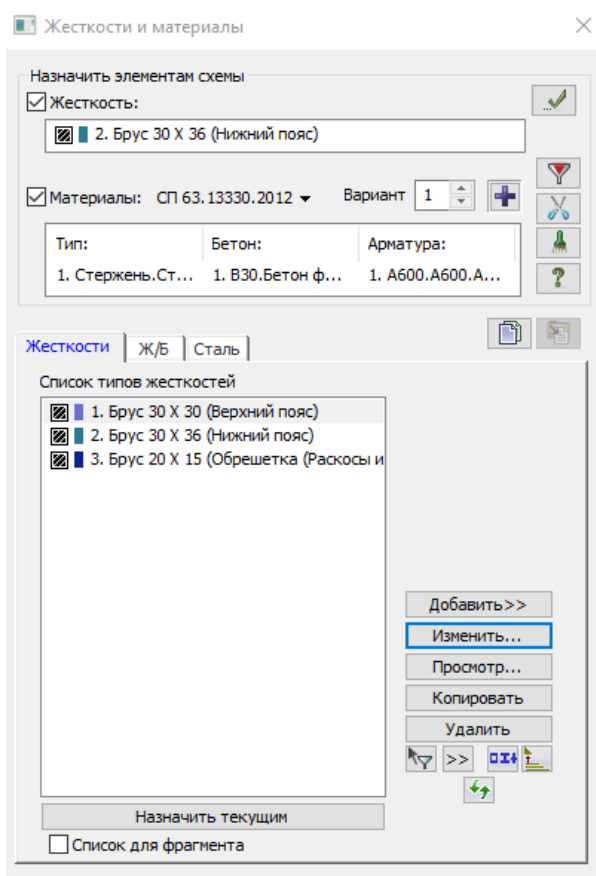 Жесткости и материалы
Назначить элементам схемы
Жесткость:
2. Брус 30 X 36 (Нижний пояс)
Материалы: СП 63.13330.2012 Вариант 1
Тип: Бетон: Арматура:
1. Стержень.Ст... 1. B30.Бетон ф... 1. A600.A600.A...
?
Жесткости Ж/Б Сталь
Список типов жесткостей
1. Брус 30 X 30 (Верхний пояс)
2. Брус 30 X 36 (Нижний пояс)
3. Брус 20 X 15 (Обрешетка (Раскосы и
Добавить>>
Изменить...
Просмотр...
Копировать
Удалить
>>
Назначить текущим
Список для фрагмента